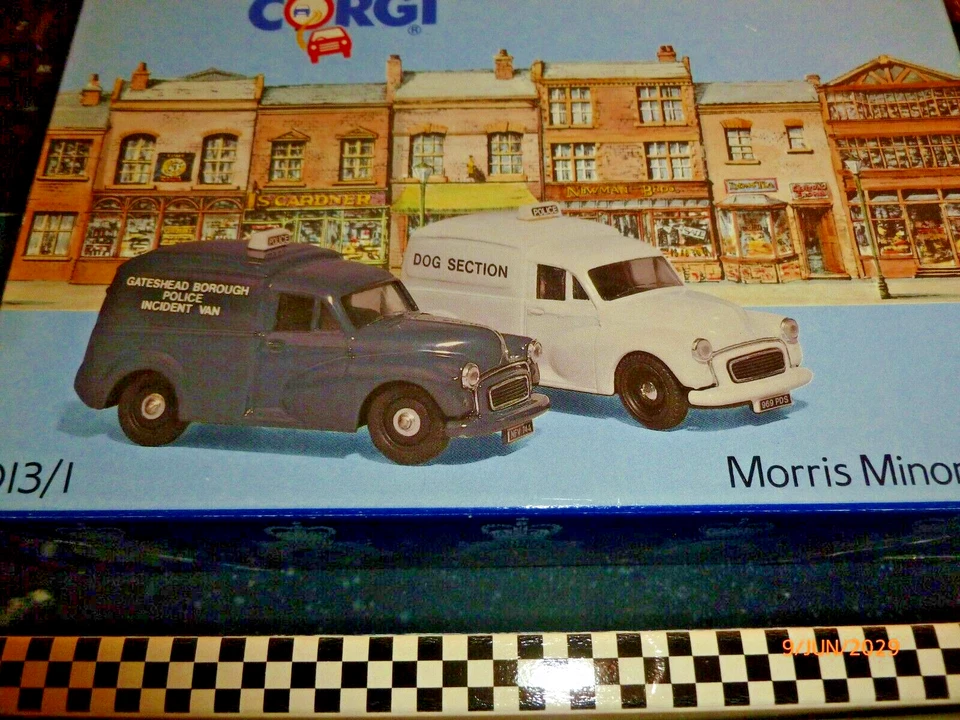 CORGI®
S. GARDNER
NEWMAN BROS.
POLICE
POLICE
DOG SECTION
GATESHEAD BOROUGH
POLICE
INCIDENT VAN
969 PDS
013/1
Morris Minor
9/JUN/2029